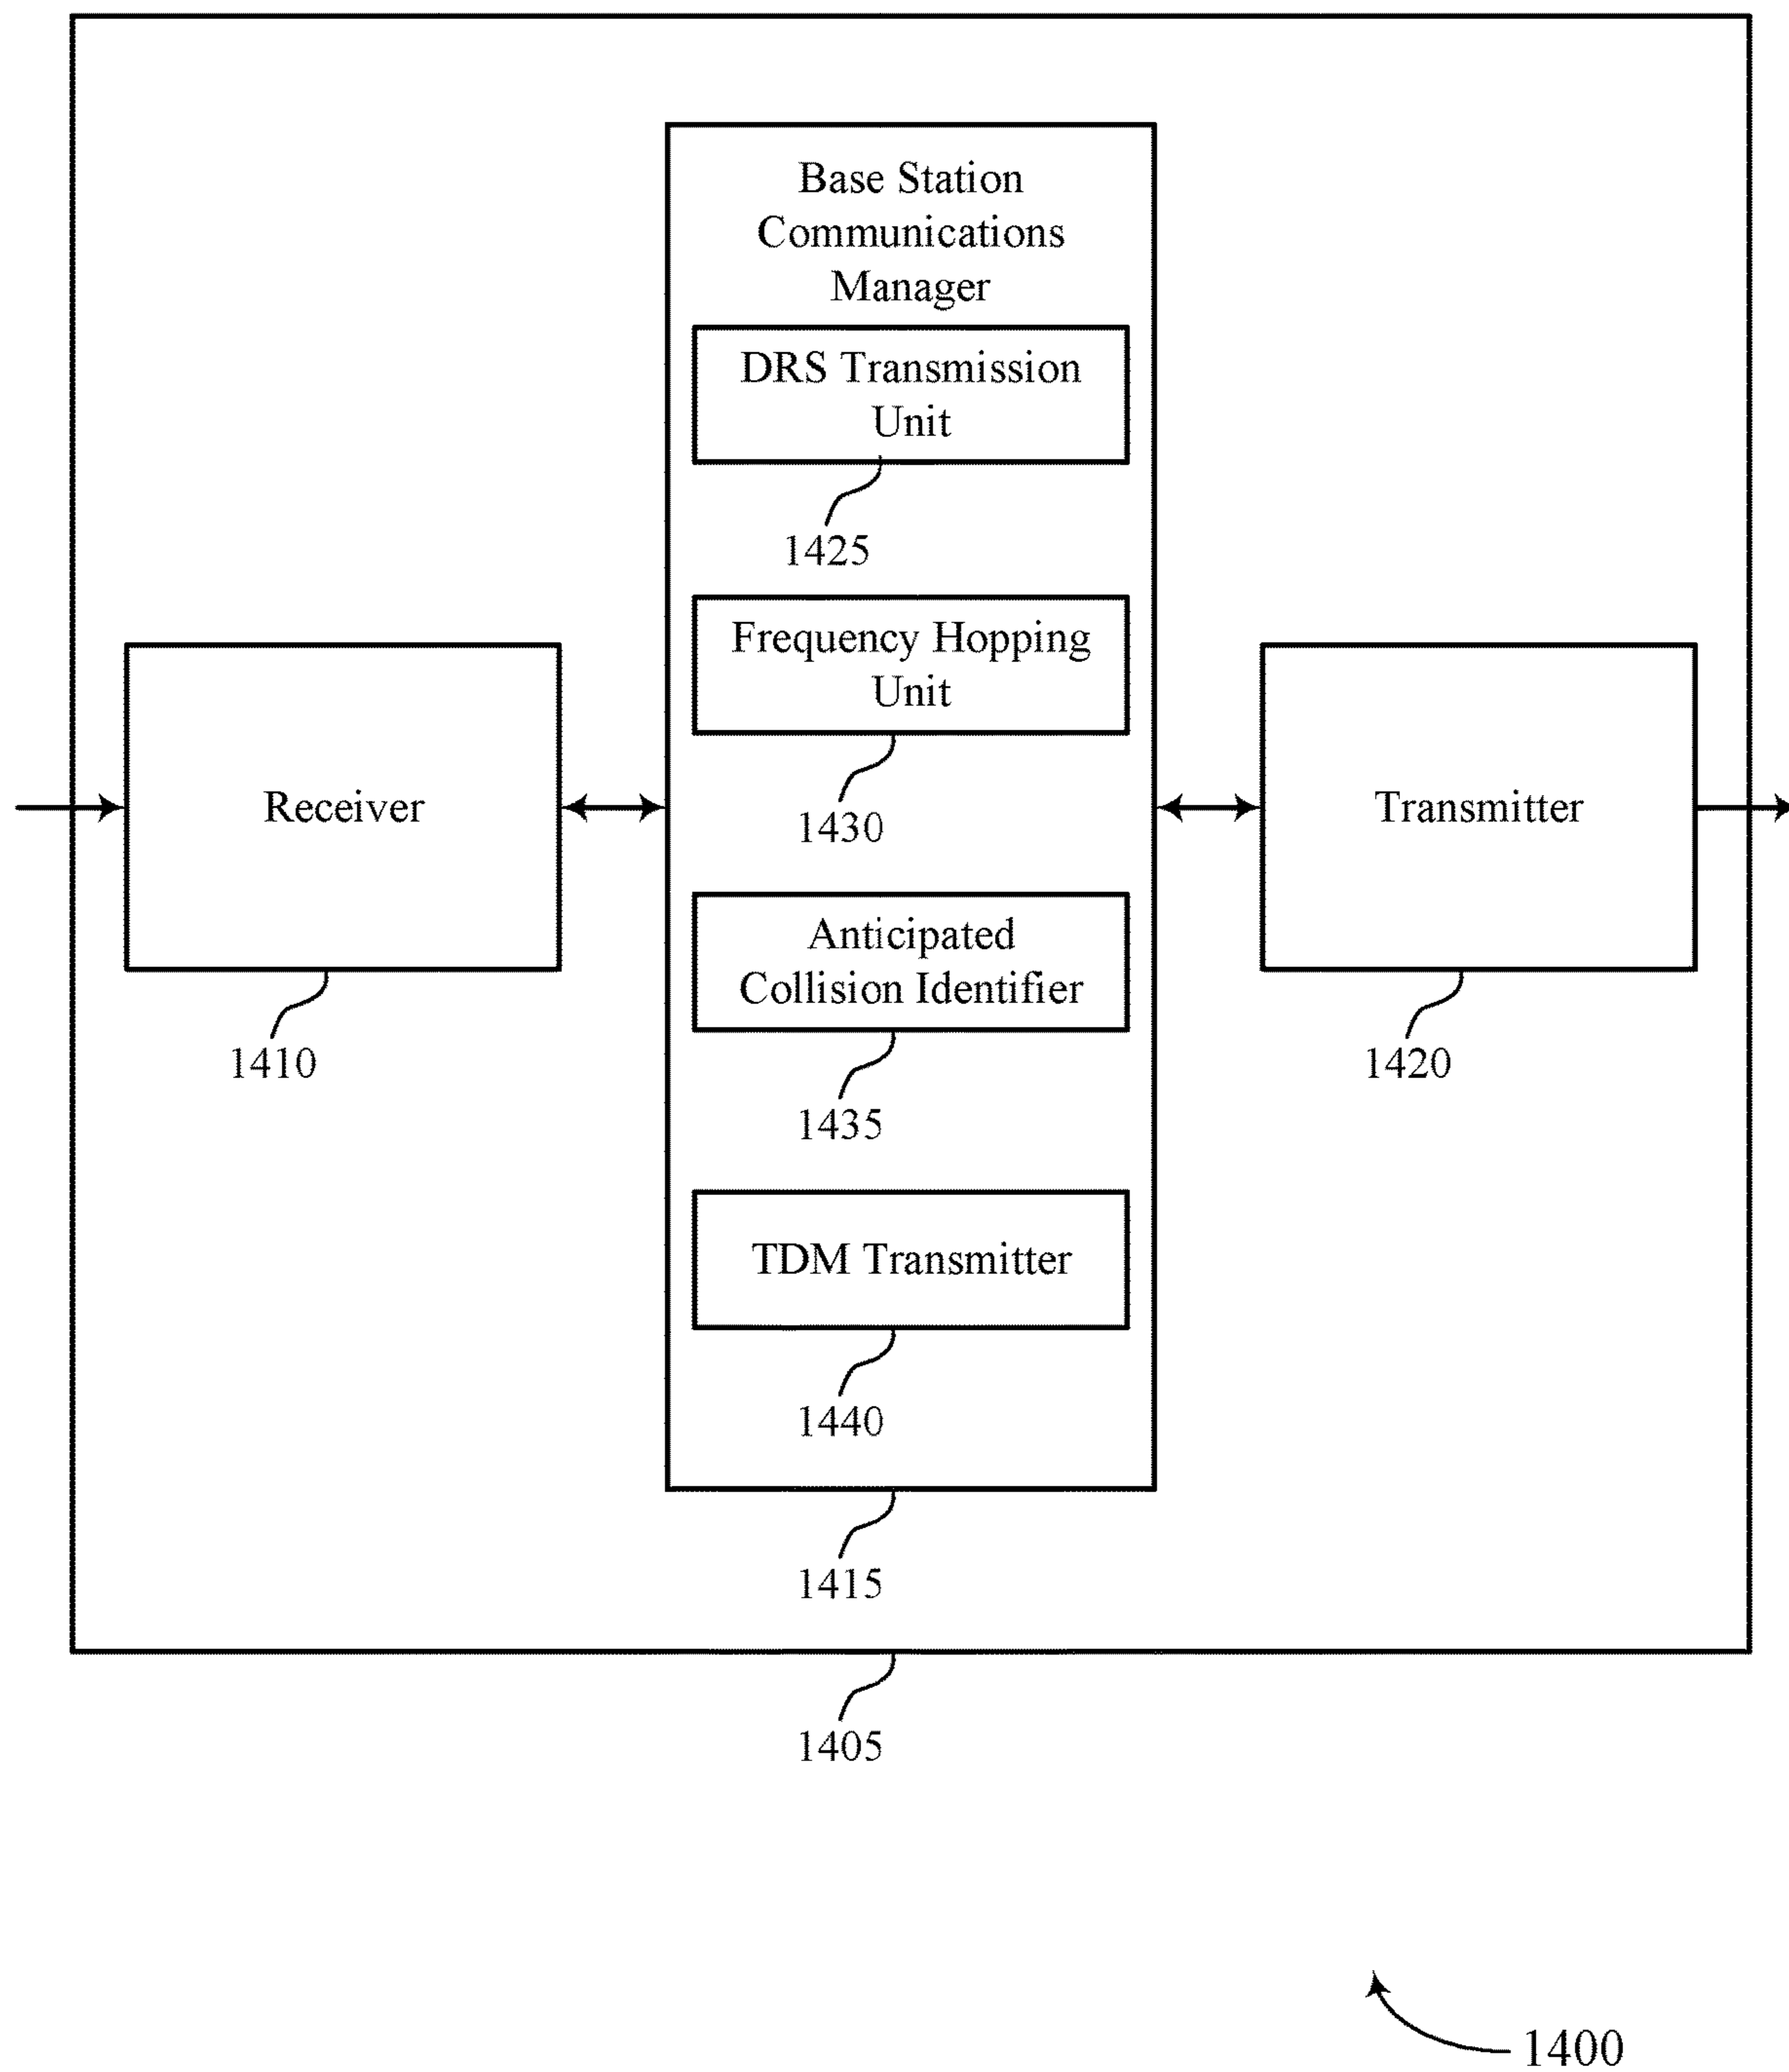 Base Station
Communications
Manager
DRS Transmission
Unit
1425
Frequency Hopping
Unit
1430
Receiver
1410
Anticipated
Collision Identifier
1435
TDM Transmitter
1440
1415
Transmitter
1420
1405
1400